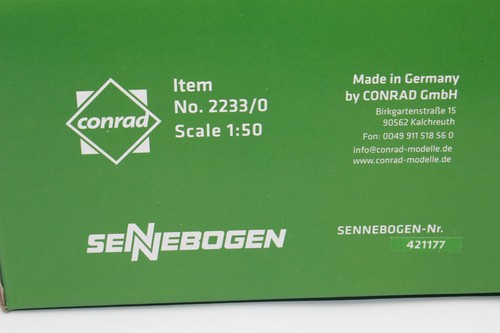 conrad
Item
No. 2233/0
Scale 1:50
Made in Germany
by CONRAD GmbH
Birkgartenstraße 15
90562 Kalchreuth
Fon: 0049 911 518 56 0
info@conrad-modelle.de
www.conrad-modelle.de
SENNEBOGEN
SENNEBOGEN-Nr.
421177